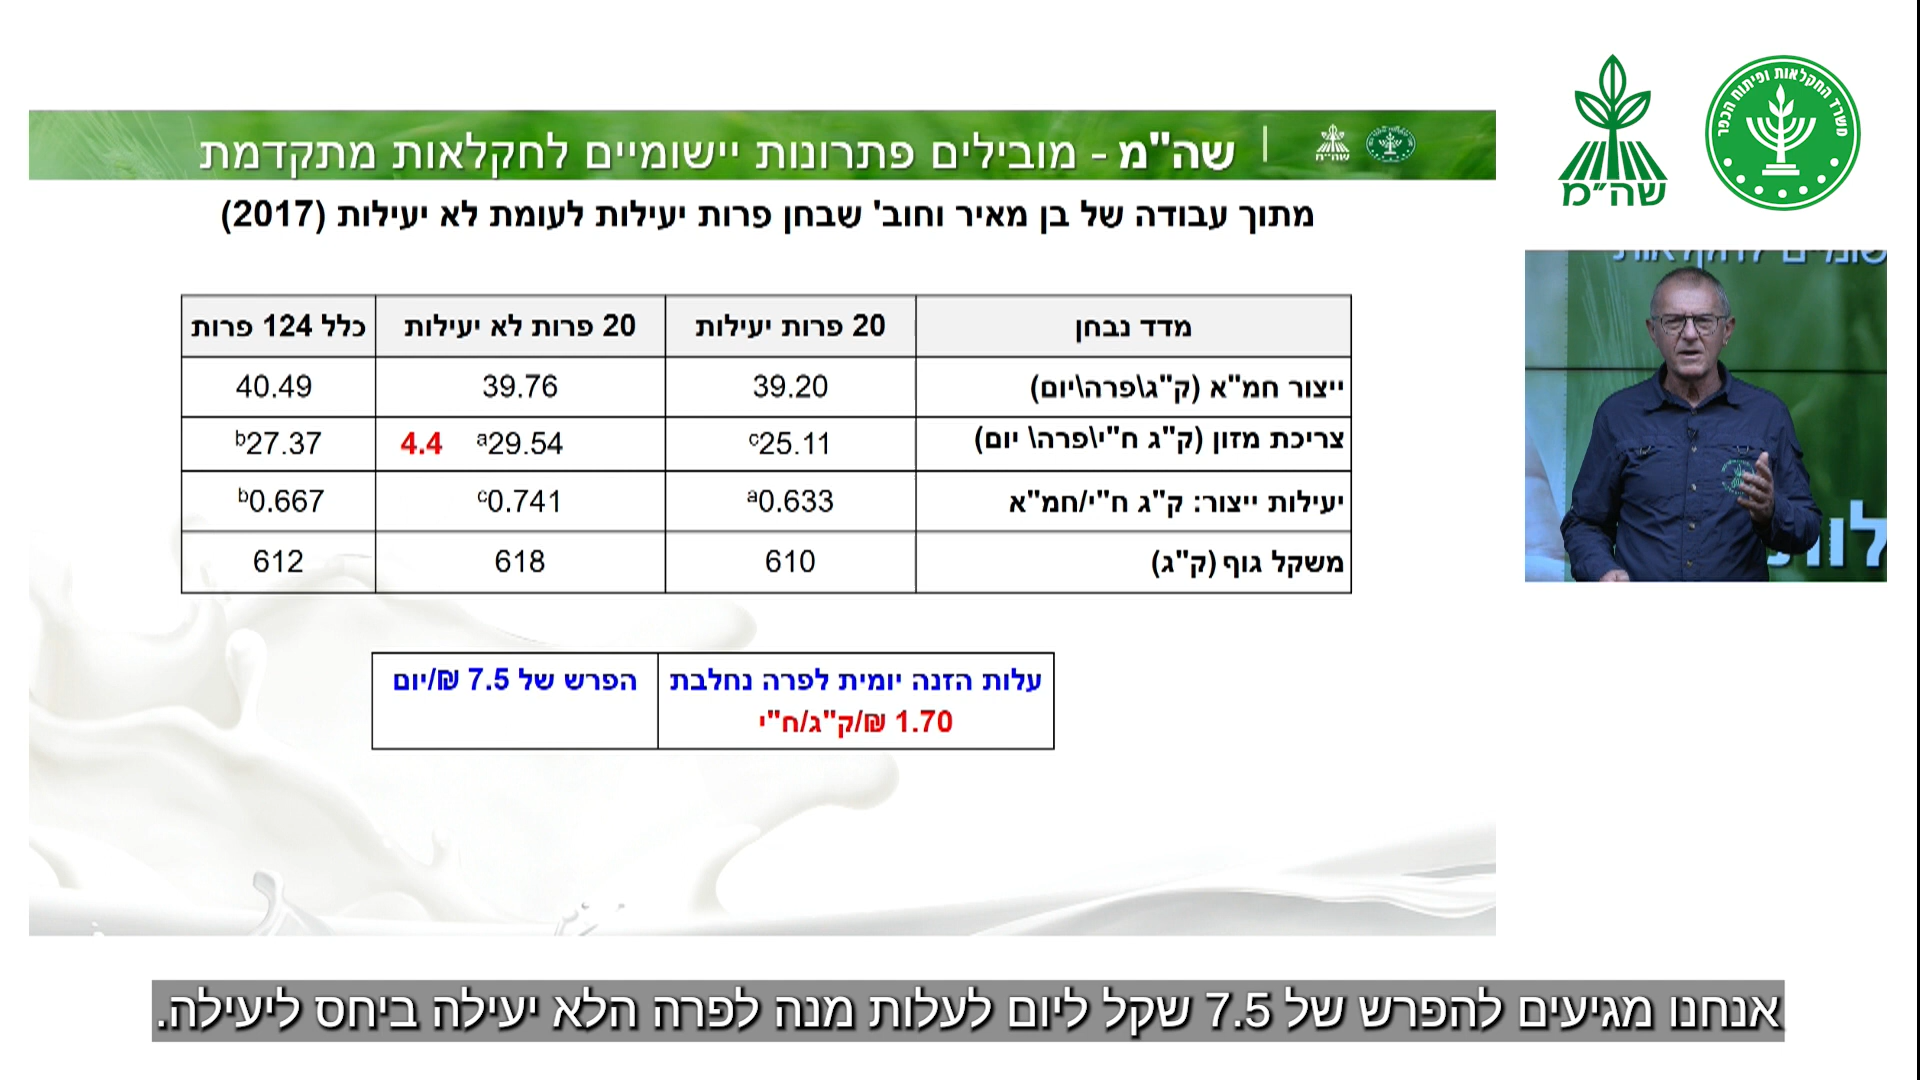 שה"מ - מובילים פתרונות יישומיים לחקלאות מתקדמת
מתוך עבודה של בן מאיר וחוב' שבחן פרות יעילות לעומת לא יעילות (2017)
מדד נבחן 20 פרות יעילות 20 פרות לא יעילות כלל 124 פרות
ייצור חמ"א (ק"ג\פרה\יום) 39.20 39.76 40.49
צריכת מזון (ק"ג ח"י\פרה\ יום) c25.11 a29.54 4.4 b27.37
יעילות ייצור: ק"ג ח"י/חמ"א a0.633 c0.741 b0.667
משקל גוף (ק"ג) 610 618 612
עלות הזנה יומית לפרה נחלבת הפרש של 7.5 ₪/יום
1.70 ₪/ק"ג/ח"י
משרד החקלאות ופיתוח הכפר
שה"מ
אנחנו מגיעים להפרש של 7.5 שקל ליום לעלות מנה לפרה הלא יעילה ביחס ליעילה.